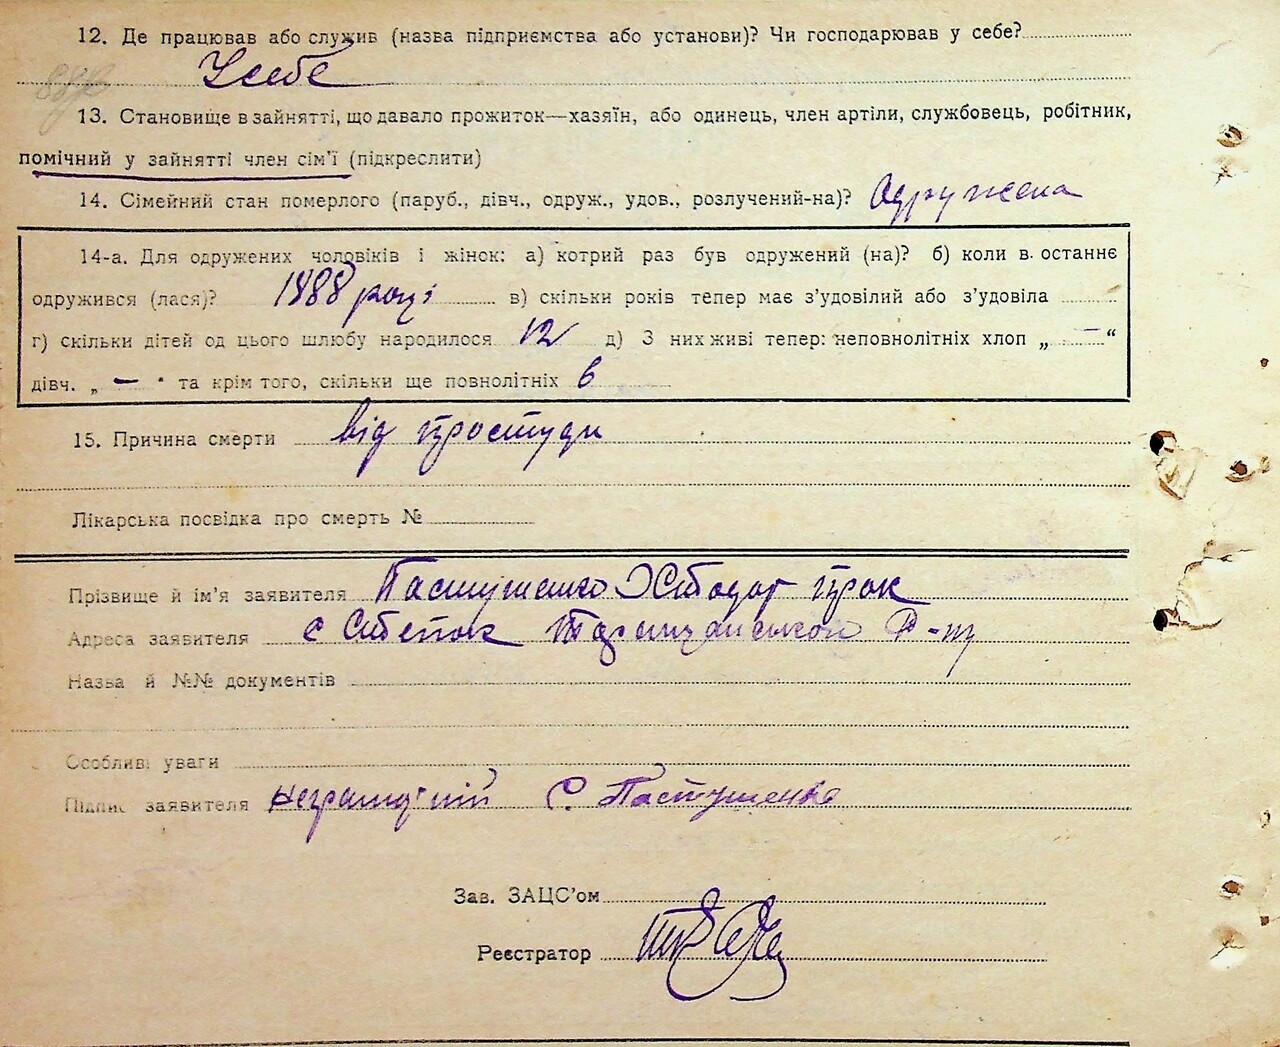 12. Де працював або служив (назва підприємства або установи)? Чи господарював у себе?
У себе
13. Становище в зайнятті, що давало прожиток—хазяїн, або одинець, член артіли, службовець, робітник,
помічний у зайнятті член сім'ї (підкреслити)
14. Сімейний стан померлого (паруб., дівч., одруж., удов., розлучений-на)? Одружена
14-а. Для одружених чоловіків і жінок: а) котрий раз був одружений (на)? б) коли в останнє
одружився (лася)? 1888 році в) скільки років тепер має з'удовілий або з'удовіла
г) скільки дітей од цього шлюбу народилося 12 д) З них живі тепер: неповнолітніх хлоп „ — “
дівч. „ — " та крім того, скільки ще повнолітніх 6
15. Причина смерти від простуди
Лікарська посвідка про смерть №
Прізвище й ім'я заявителя Пастушенко
Адреса заявителя с Степок Таращанського Р-ну
Назва й №№ документів
Особливі уваги
Підпис заявителя неграмотний С. Пастушенко
Зав. ЗАЦС'ом
Реєстратор